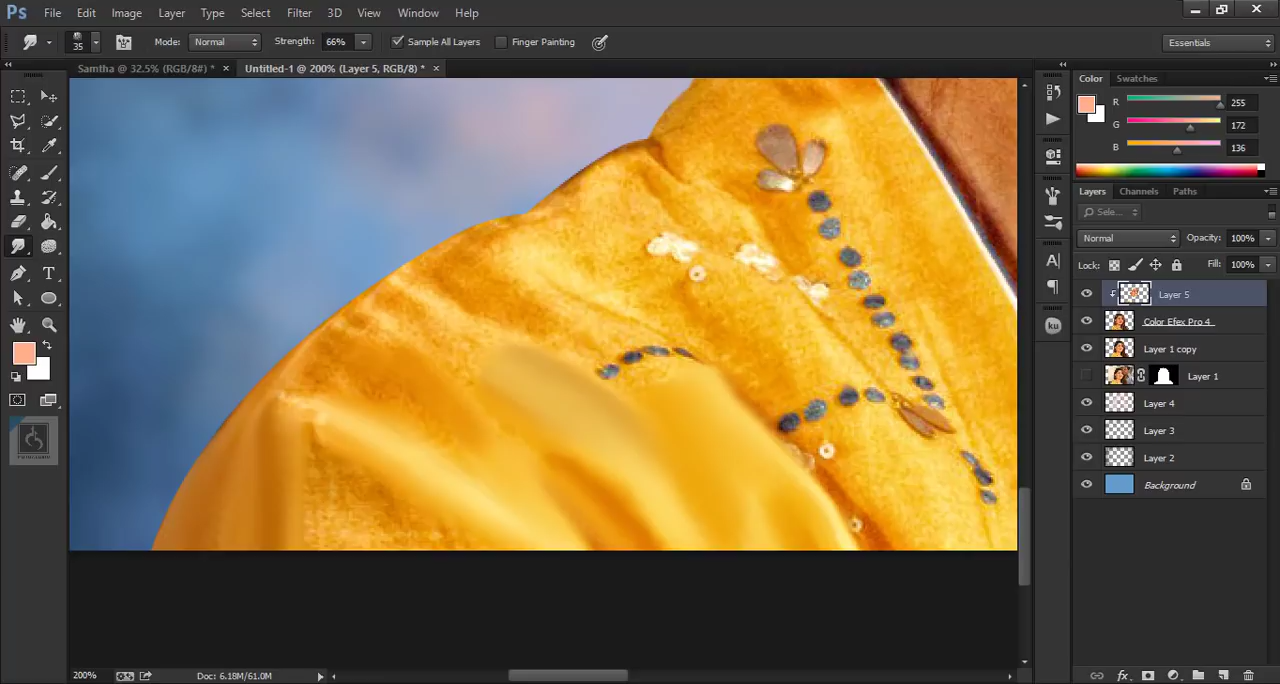 Ps File Edit Image Layer Type Select Filter 3D View Window Help
35 Mode: Normal Strength: 66% Sample All Layers Finger Painting Essentials
Samtha @ 32.5% (RGB/8#) * × Untitled-1 @ 200% (Layer 5, RGB/8) * ×
Color Swatches
R 255
G 172
B 136
Layers Channels Paths
Sele...
Normal Opacity: 100%
Lock: Fill: 100%
Layer 5
Color Efex Pro 4
Layer 1 copy
Layer 1
Layer 4
Layer 3
Layer 2
Background
ku
200% Doc: 6.18M/61.0M
fx